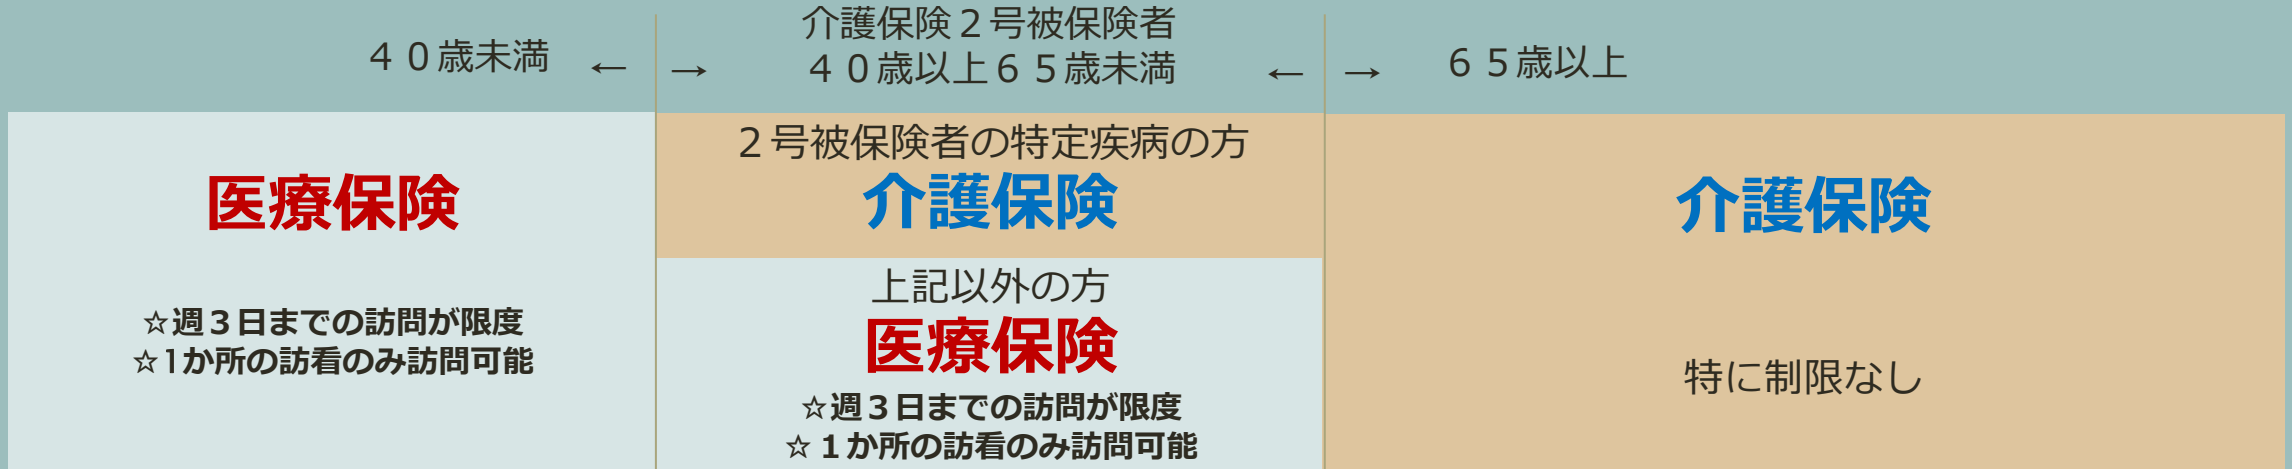 ４０歳未満 ←
→ 介護保険２号被保険者
４０歳以上６５歳未満 ←
→ ６５歳以上
医療保険
☆週３日までの訪問が限度
☆1か所の訪看のみ訪問可能
２号被保険者の特定疾病の方
介護保険
上記以外の方
医療保険
☆週３日までの訪問が限度
☆１か所の訪看のみ訪問可能
介護保険
特に制限なし